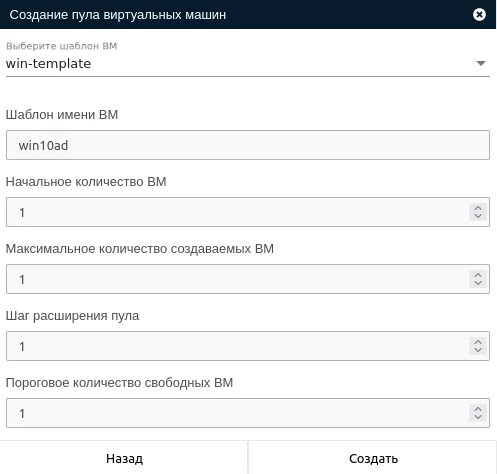 Создание пула виртуальных машин
Выберите шаблон ВМ
win-template
Шаблон имени ВМ
win10ad
Начальное количество ВМ
1
Максимальное количество создаваемых ВМ
1
Шаг расширения пула
1
Пороговое количество свободных ВМ
1
Назад Создать